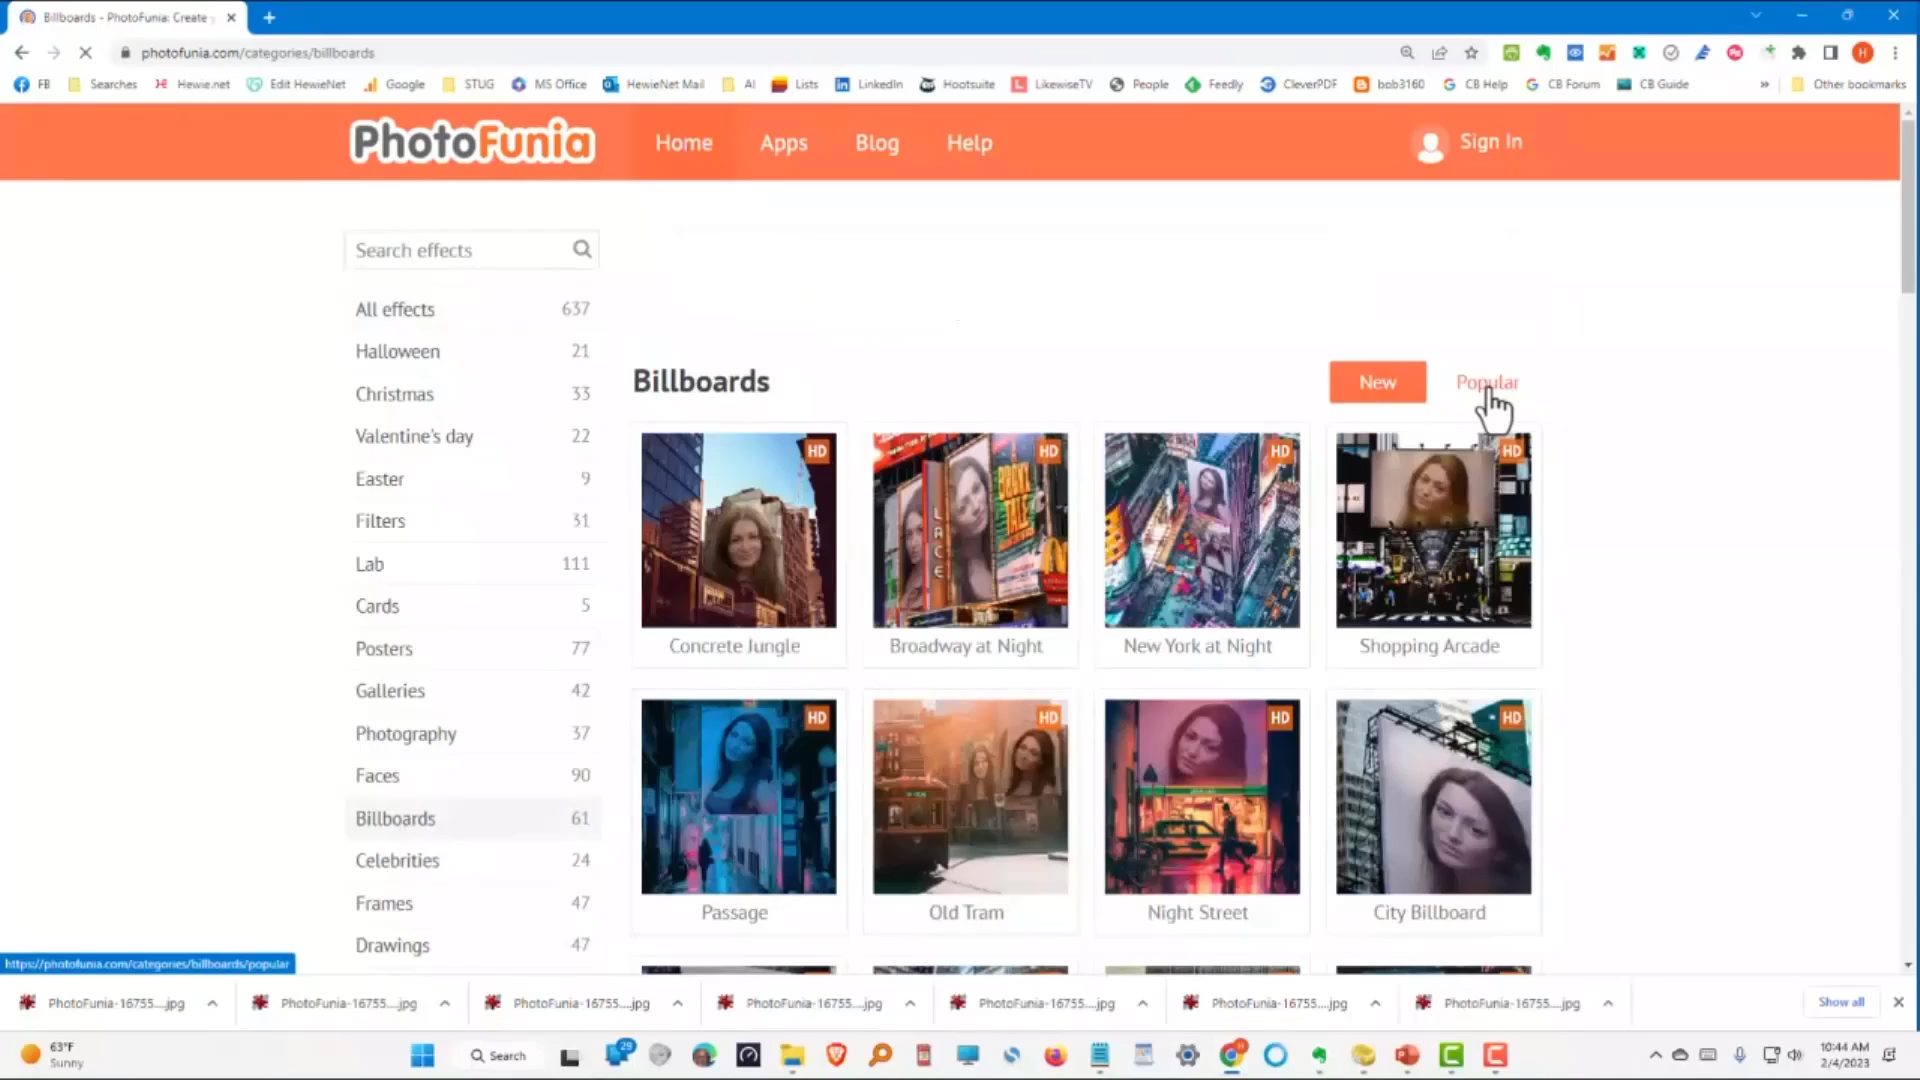 Billboards - PhotoFunia: Create y
photofunia.com/categories/billboards
FB Searches Hewie.net Edit HewieNet Google STUG MS Office HewieNet Mail AI Lists LinkedIn Hootsuite LikewiseTV People Feedly CleverPDF bob3160 CB Help CB Forum CB Guide » Other bookmarks
PhotoFunia Home Apps Blog Help Sign In
Search effects
All effects 637
Halloween 21
Christmas 33
Valentine's day 22
Easter 9
Filters 31
Lab 111
Cards 5
Posters 77
Galleries 42
Photography 37
Faces 90
Billboards 61
Celebrities 24
Frames 47
Drawings 47
Billboards New Popular
HD HD HD HD
LACE BRONX TALE
Concrete Jungle Broadway at Night New York at Night Shopping Arcade
HD HD HD HD
Passage Old Tram Night Street City Billboard
https://photofunia.com/categories/billboards/popular
PhotoFunia-16755....jpg PhotoFunia-16755....jpg PhotoFunia-16755....jpg PhotoFunia-16755....jpg PhotoFunia-16755....jpg PhotoFunia-16755....jpg PhotoFunia-16755....jpg Show all
63°F
Sunny
Search
29
H
10:44 AM
2/4/2023